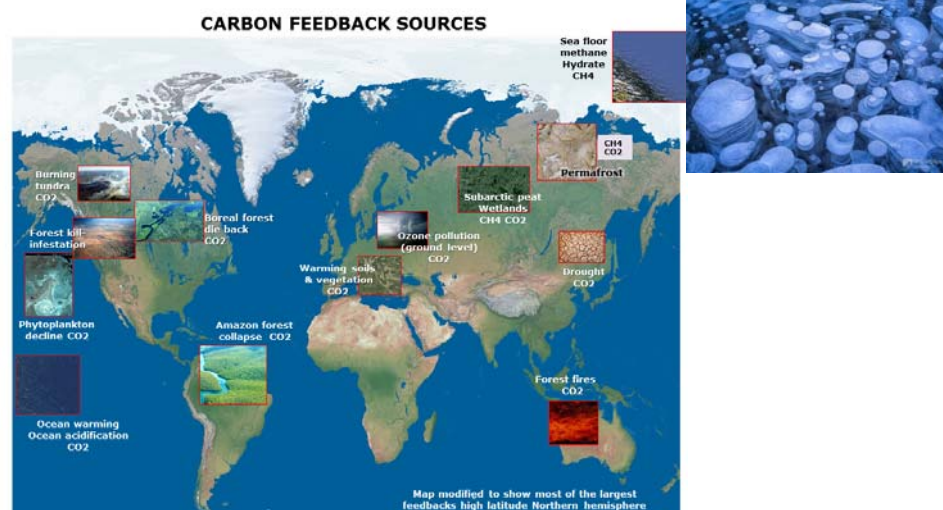 CARBON FEEDBACK SOURCES
Sea floor
methane
Hydrate
CH4
CH4
CO2
Permafrost
Burning
tundra
CO2
Subarctic peat
Wetlands
CH4 CO2
Boreal forest
die back
CO2
Forest kill-
infestation
Ozone pollution
(ground level)
CO2
Drought
CO2
Warming soils
& vegetation
CO2
Phytoplankton
decline CO2
Amazon forest
collapse CO2
Forest fires
CO2
Ocean warming
Ocean acidification
CO2
Map modified to show most of the largest
feedbacks high latitude Northern hemisphere